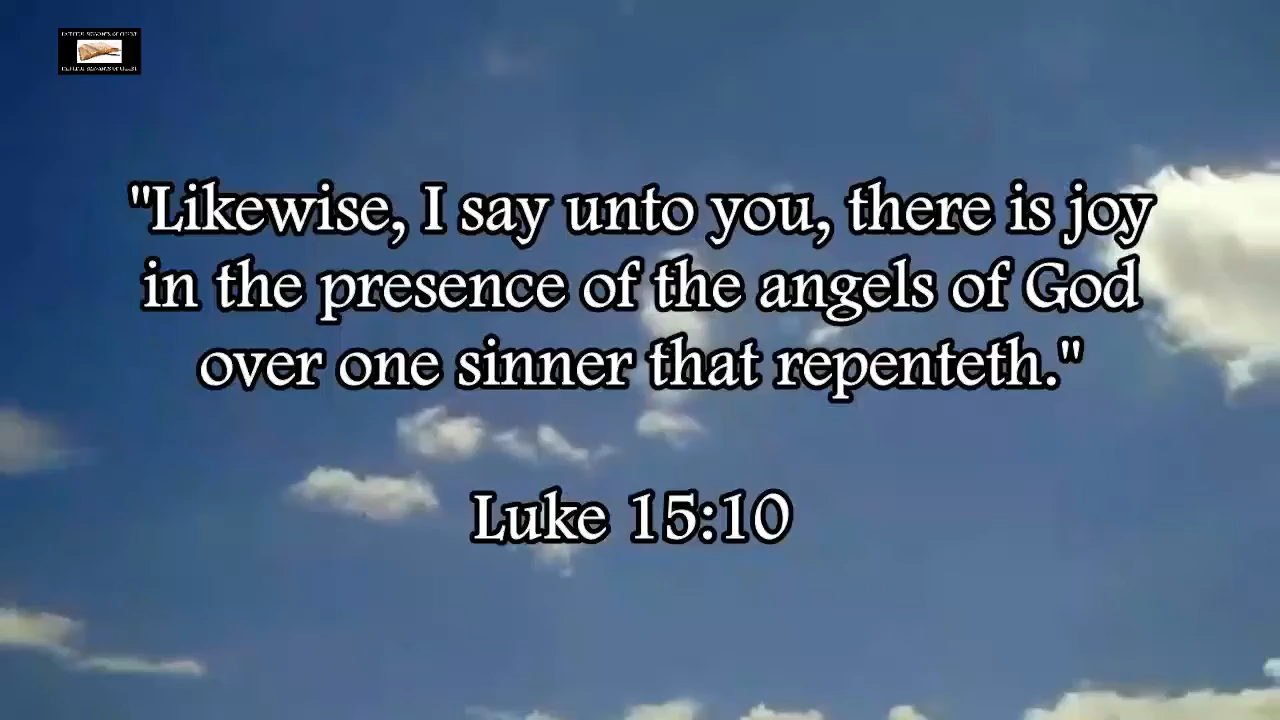 "Likewise, I say unto you, there is joy
in the presence of the angels of God
over one sinner that repenteth."
Luke 15:10